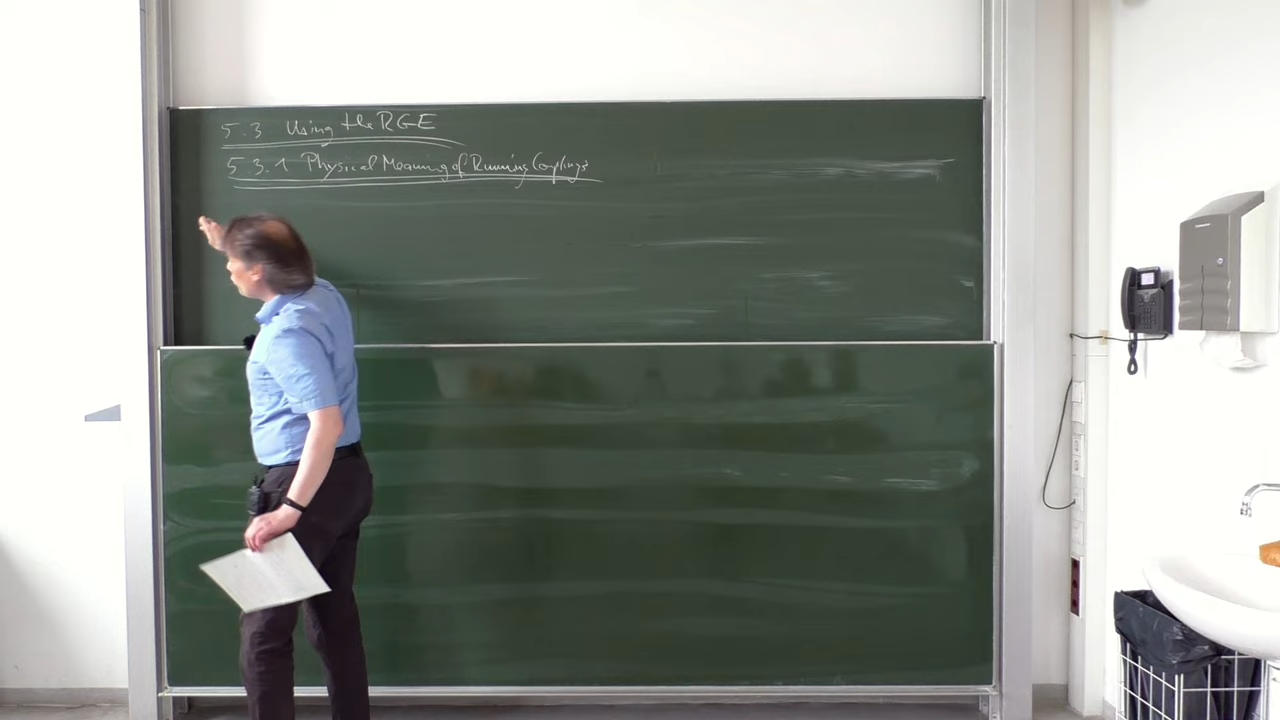 5.3 Using the RGE
5.3.1 Physical Meaning of Running Couplings